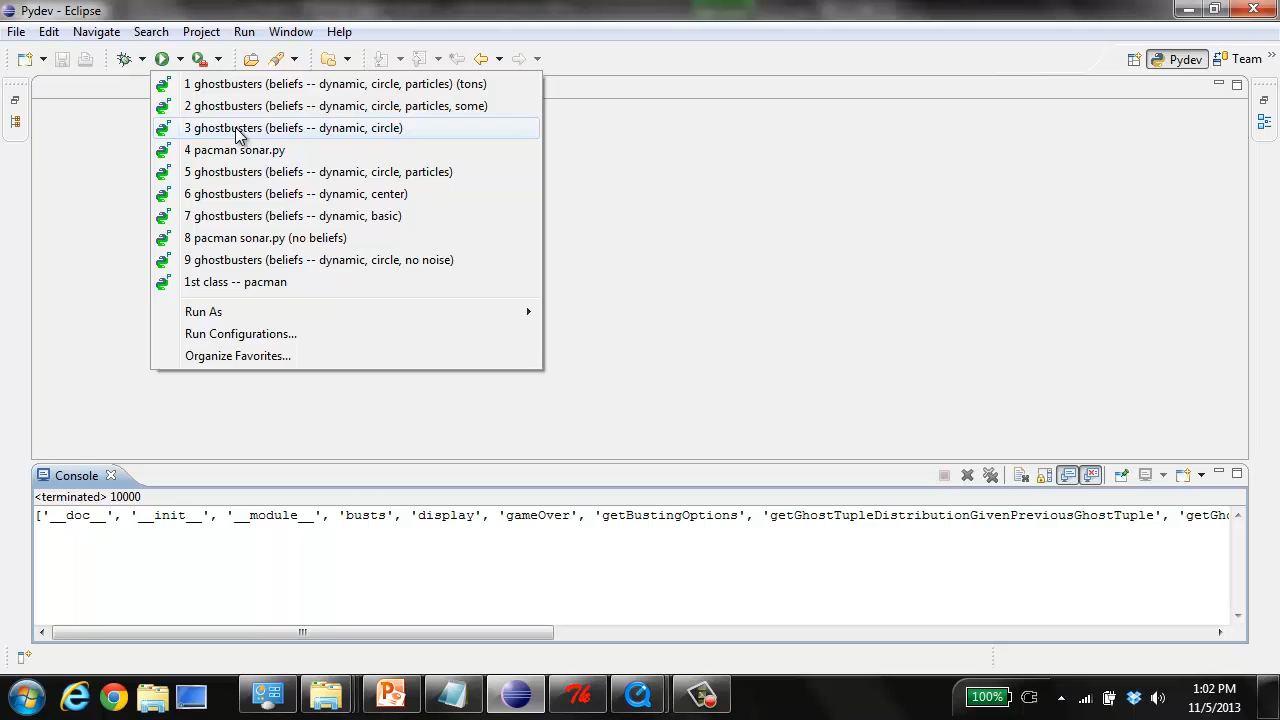 Pydev - Eclipse
File Edit Navigate Search Project Run Window Help
Pydev Team
1 ghostbusters (beliefs -- dynamic, circle, particles) (tons)
2 ghostbusters (beliefs -- dynamic, circle, particles, some)
3 ghostbusters (beliefs -- dynamic, circle)
4 pacman sonar.py
5 ghostbusters (beliefs -- dynamic, circle, particles)
6 ghostbusters (beliefs -- dynamic, center)
7 ghostbusters (beliefs -- dynamic, basic)
8 pacman sonar.py (no beliefs)
9 ghostbusters (beliefs -- dynamic, circle, no noise)
1st class -- pacman
Run As
Run Configurations...
Organize Favorites...
Console
<terminated> 10000
['__doc__', '__init__', '__module__', 'busts', 'display', 'gameOver', 'getBustingOptions', 'getGhostTupleDistributionGivenPreviousGhostTuple', 'getGho
100%
1:02 PM
11/5/2013